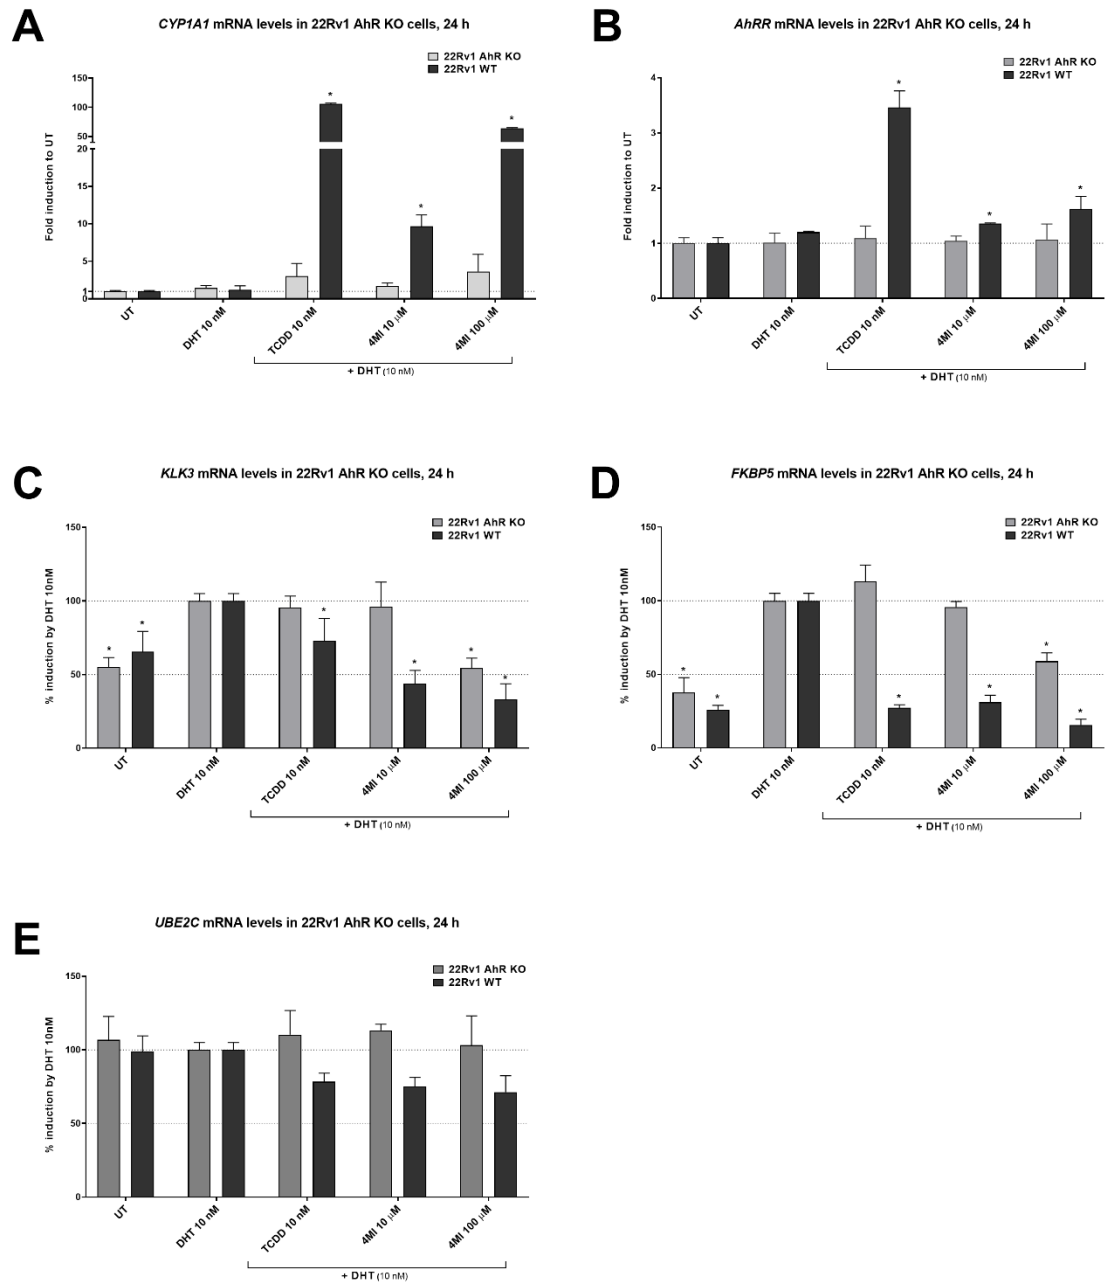 A
CYP1A1 mRNA levels in 22Rv1 AhR KO cells, 24 h
22Rv1 AhR KO
22Rv1 WT
Fold induction to UT
150
100
50
20
15
10
5
1
0
*
*
*
UT
DHT 10 nM
TCDD 10 nM
4MI 10 µM
4MI 100 µM
+ DHT (10 nM)
B
AhRR mRNA levels in 22Rv1 AhR KO cells, 24 h
22Rv1 AhR KO
22Rv1 WT
Fold induction to UT
4
3
2
1
0
*
*
*
UT
DHT 10 nM
TCDD 10 nM
4MI 10 µM
4MI 100 µM
+ DHT (10 nM)
C
KLK3 mRNA levels in 22Rv1 AhR KO cells, 24 h
22Rv1 AhR KO
22Rv1 WT
% induction by DHT 10nM
150
100
50
0
*
*
*
*
*
*
UT
DHT 10 nM
TCDD 10 nM
4MI 10 µM
4MI 100 µM
+ DHT (10 nM)
D
FKBP5 mRNA levels in 22Rv1 AhR KO cells, 24 h
22Rv1 AhR KO
22Rv1 WT
% induction by DHT 10nM
150
100
50
0
*
*
*
*
*
*
UT
DHT 10 nM
TCDD 10 nM
4MI 10 µM
4MI 100 µM
+ DHT (10 nM)
E
UBE2C mRNA levels in 22Rv1 AhR KO cells, 24 h
22Rv1 AhR KO
22Rv1 WT
% induction by DHT 10nM
150
100
50
0
UT
DHT 10 nM
TCDD 10 nM
4MI 10 µM
4MI 100 µM
+ DHT (10 nM)